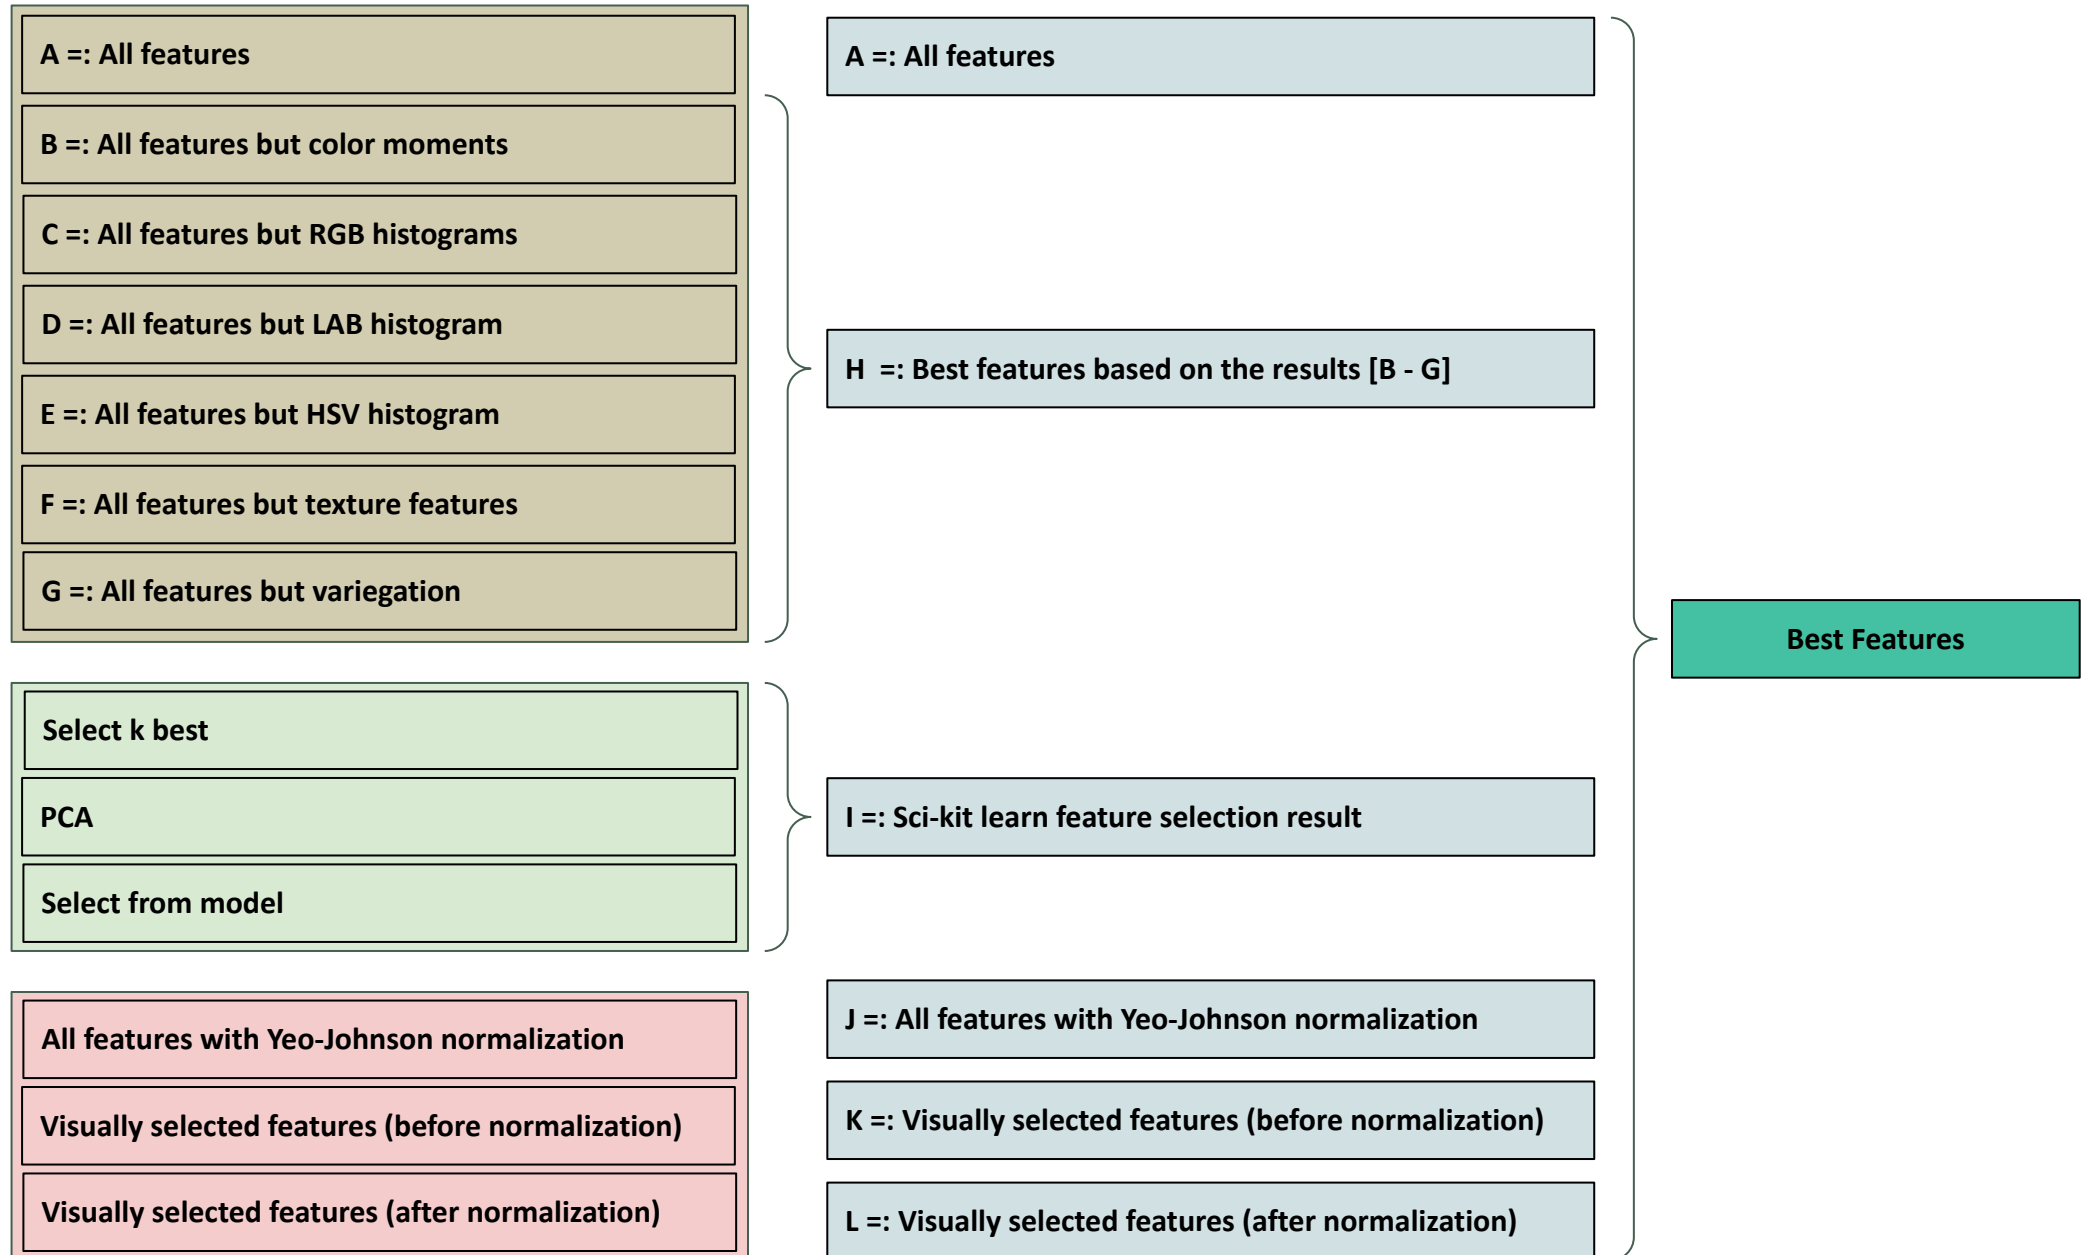 A =: All features
B =: All features but color moments
C =: All features but RGB histograms
D =: All features but LAB histogram
E =: All features but HSV histogram
F =: All features but texture features
G =: All features but variegation
Select k best
PCA
Select from model
All features with Yeo-Johnson normalization
Visually selected features (before normalization)
Visually selected features (after normalization)
A =: All features
H =: Best features based on the results [B - G]
I =: Sci-kit learn feature selection result
J =: All features with Yeo-Johnson normalization
K =: Visually selected features (before normalization)
L =: Visually selected features (after normalization)
Best Features